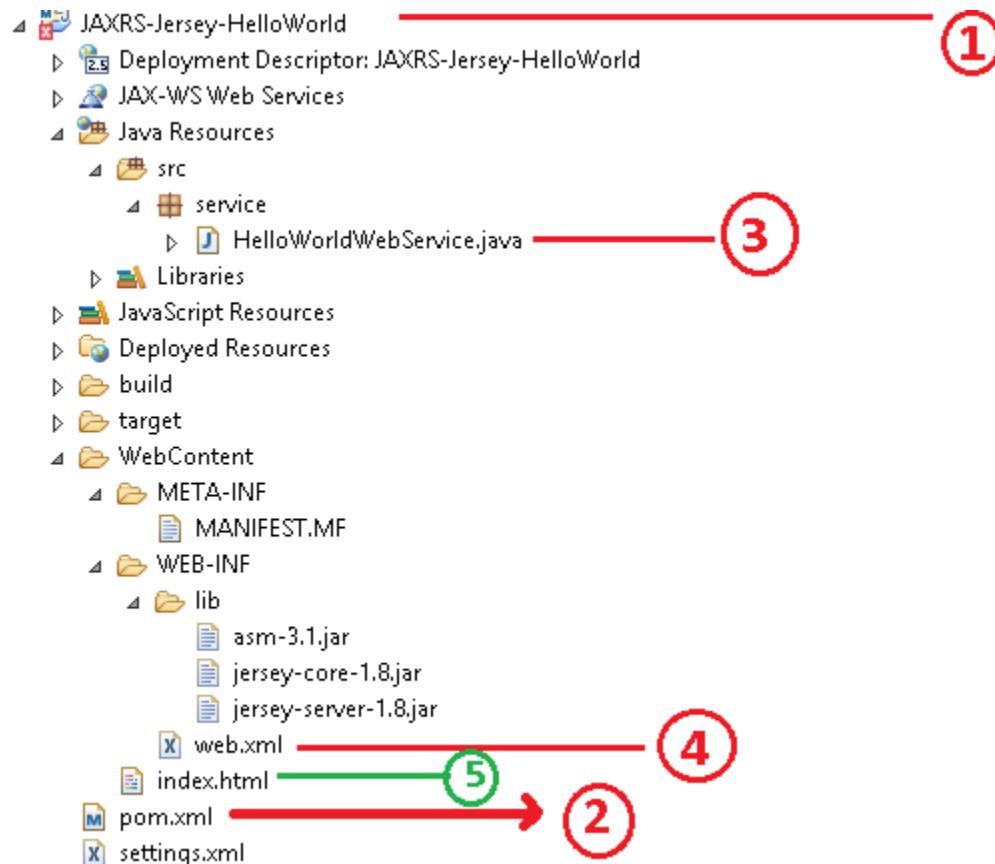 JAXRS-Jersey-HelloWorld 1
2.5 Deployment Descriptor: JAXRS-Jersey-HelloWorld
JAX-WS Web Services
Java Resources
src
service
J HelloWorldWebService.java 3
Libraries
JavaScript Resources
Deployed Resources
build
target
WebContent
META-INF
MANIFEST.MF
WEB-INF
lib
asm-3.1.jar
jersey-core-1.8.jar
jersey-server-1.8.jar
X web.xml 4
index.html 5
M pom.xml 2
X settings.xml